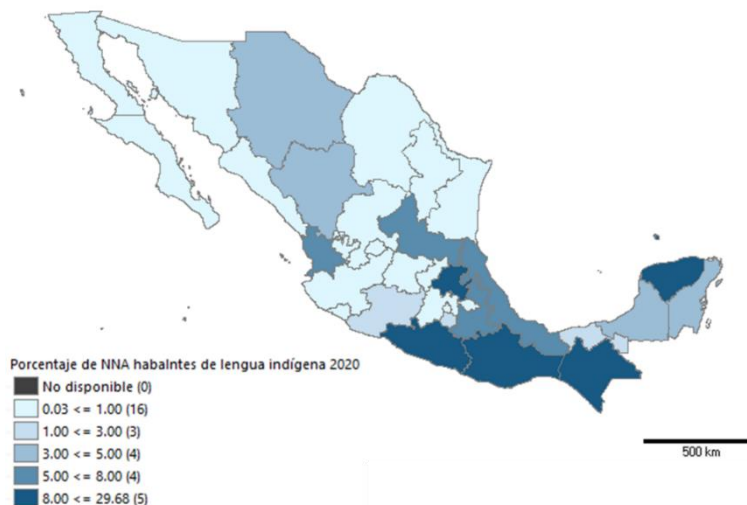 Porcentaje de NNA habalntes de lengua indígena 2020
No disponible (0)
0.03 <= 1.00 (16)
1.00 <= 3.00 (3)
3.00 <= 5.00 (4)
5.00 <= 8.00 (4)
8.00 <= 29.68 (5)
500 km